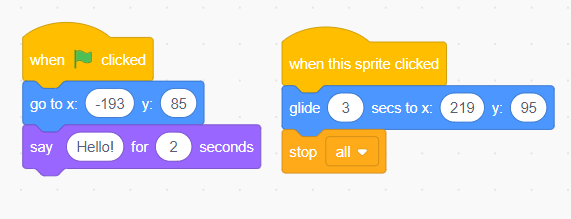 when clicked
go to x: -193 y: 85
say Hello! for 2 seconds
when this sprite clicked
glide 3 secs to x: 219 y: 95
stop all